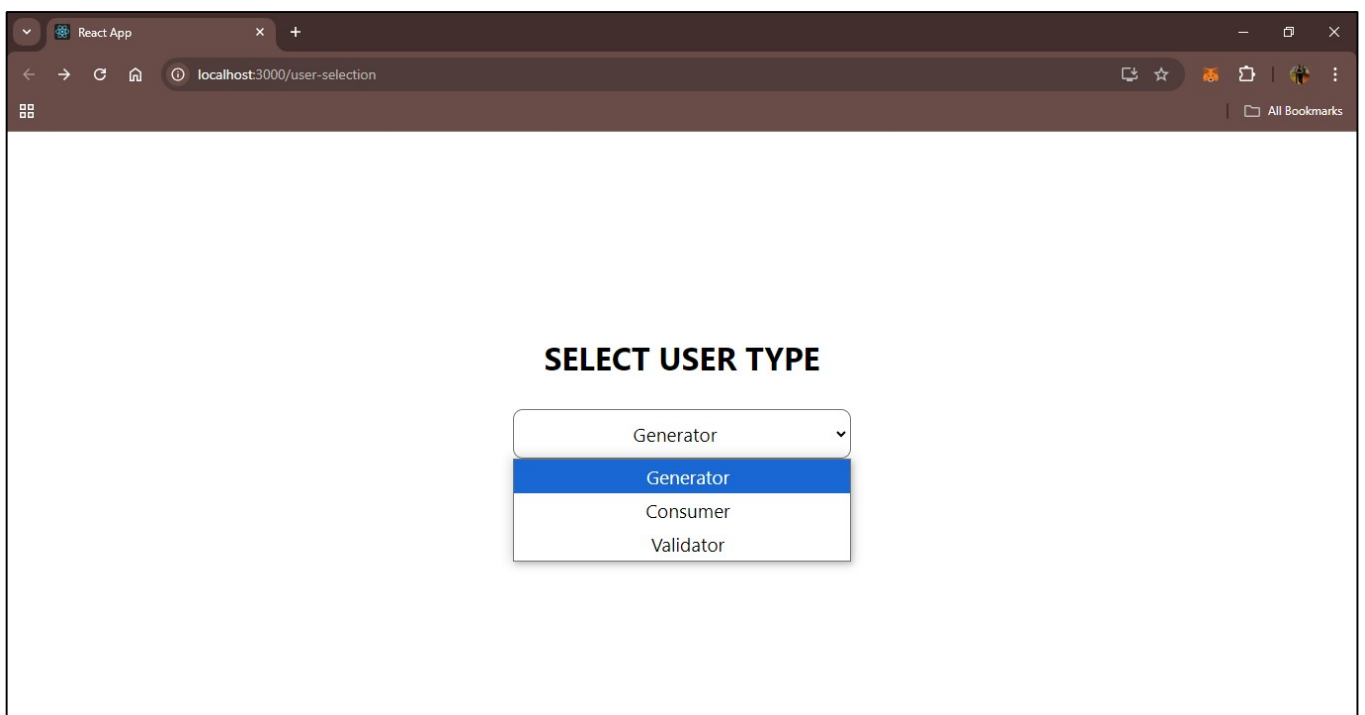 React App
localhost:3000/user-selection
All Bookmarks
SELECT USER TYPE
Generator
Generator
Consumer
Validator